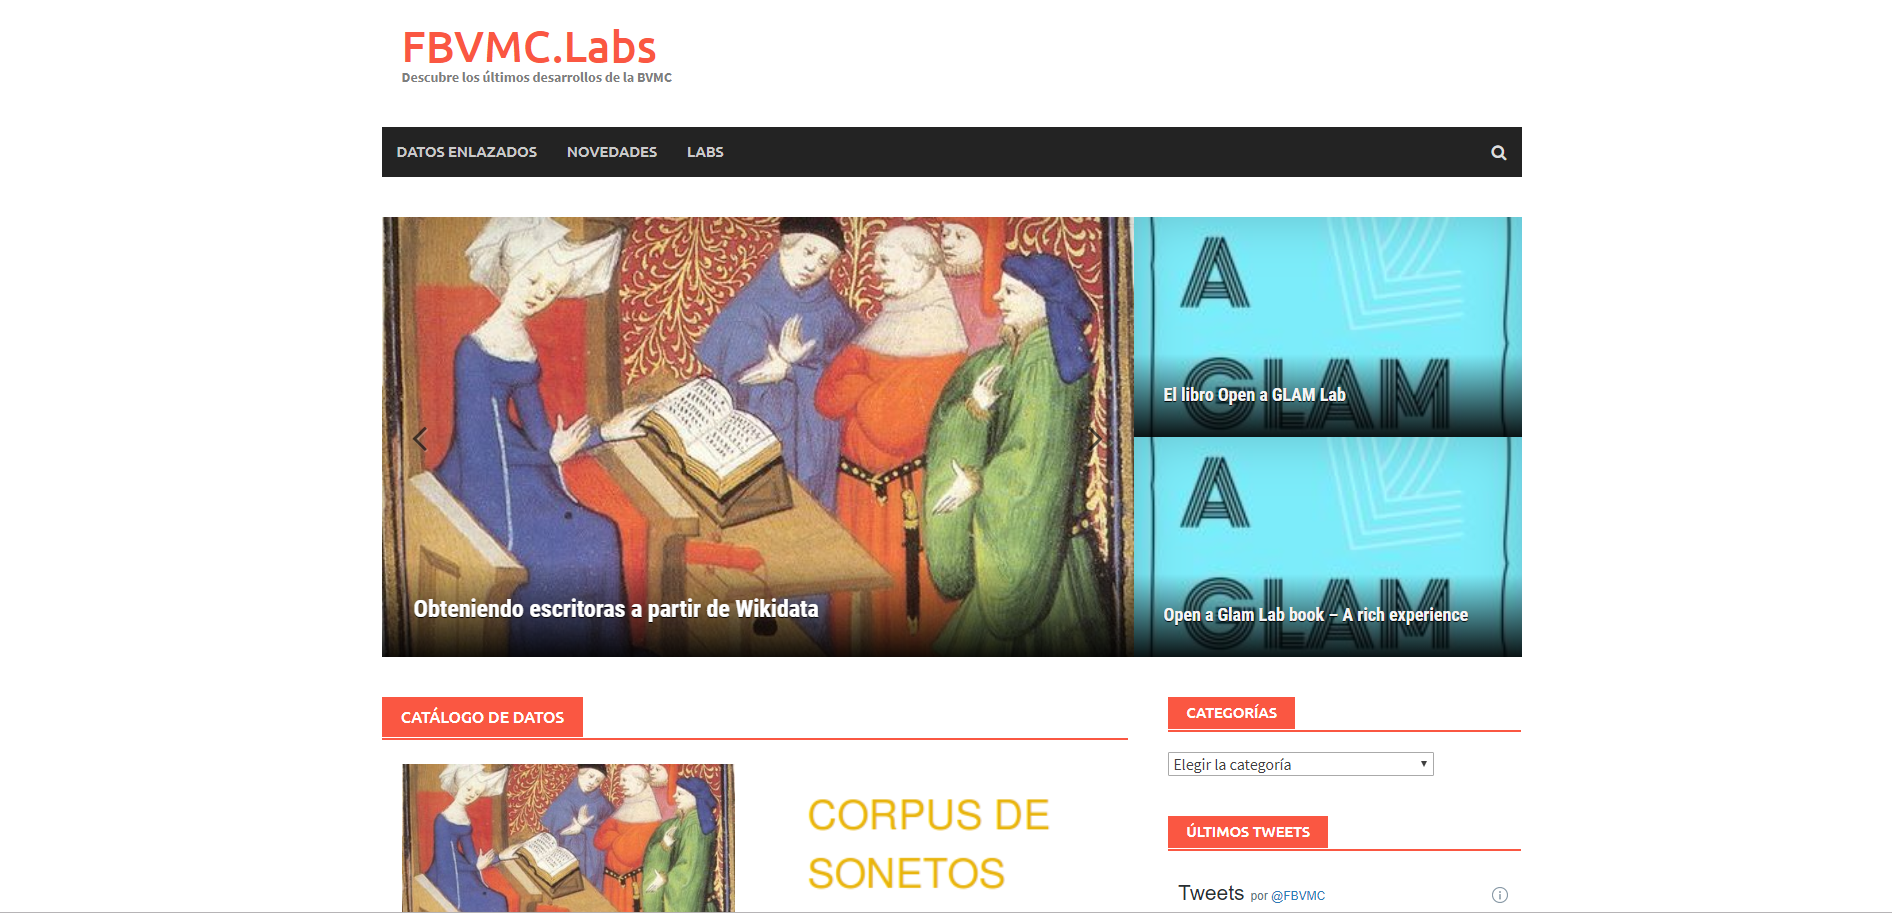 FBVMC.Labs
Descubre los últimos desarrollos de la BVMC
DATOS ENLAZADOS
NOVEDADES
LABS
Obteniendo escritoras a partir de Wikidata
A
GLAM
El libro Open a GLAM Lab
A
GLAM
Open a Glam Lab book – A rich experience
CATÁLOGO DE DATOS
CORPUS DE
SONETOS
CATEGORÍAS
Elegir la categoría
ÚLTIMOS TWEETS
Tweets por @FBVMC